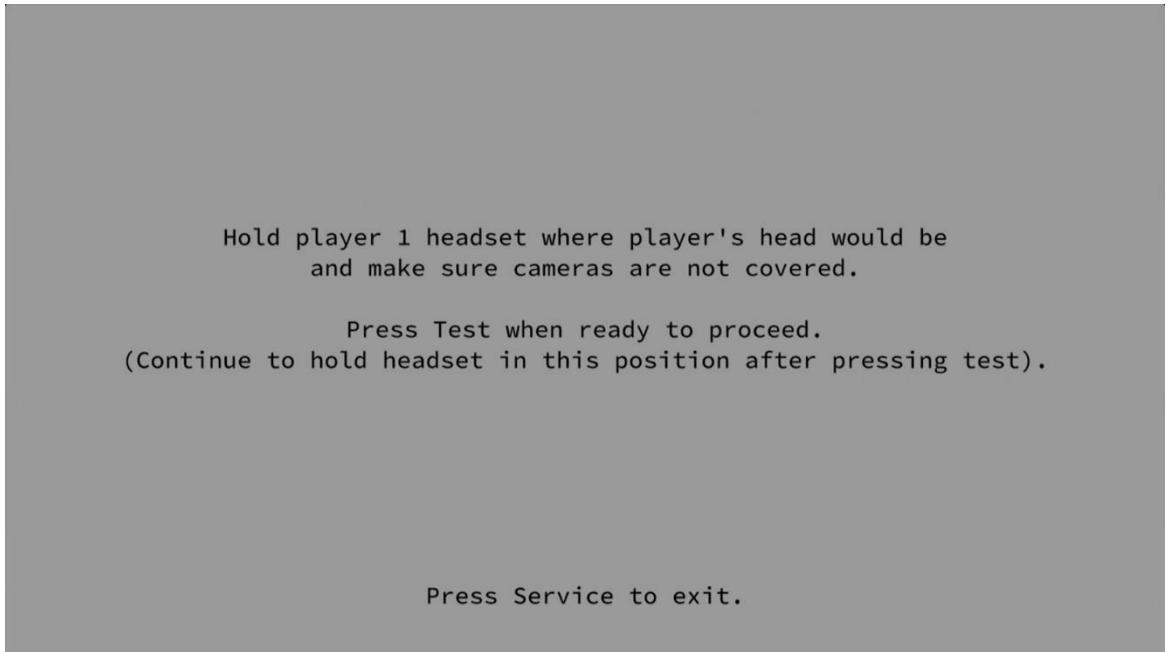 Hold player 1 headset where player's head would be
and make sure cameras are not covered.
Press Test when ready to proceed.
(Continue to hold headset in this position after pressing test).
Press Service to exit.